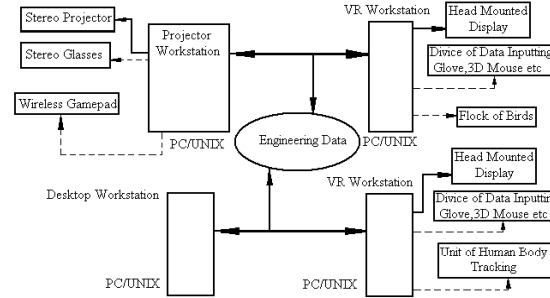 Stereo Projector
Stereo Glasses
Wireless Gamepad
Projector
Workstation
PC/UNIX
VR Workstation
PC/UNIX
Head Mounted
Display
Divice of Data Inputting
Glove,3D Mouse etc
Flock of Birds
Engineering Data
Desktop Workstation
PC/UNIX
VR Workstation
PC/UNIX
Head Mounted
Display
Divice of Data Inputting
Glove,3D Mouse etc
Unit of Human Body
Tracking